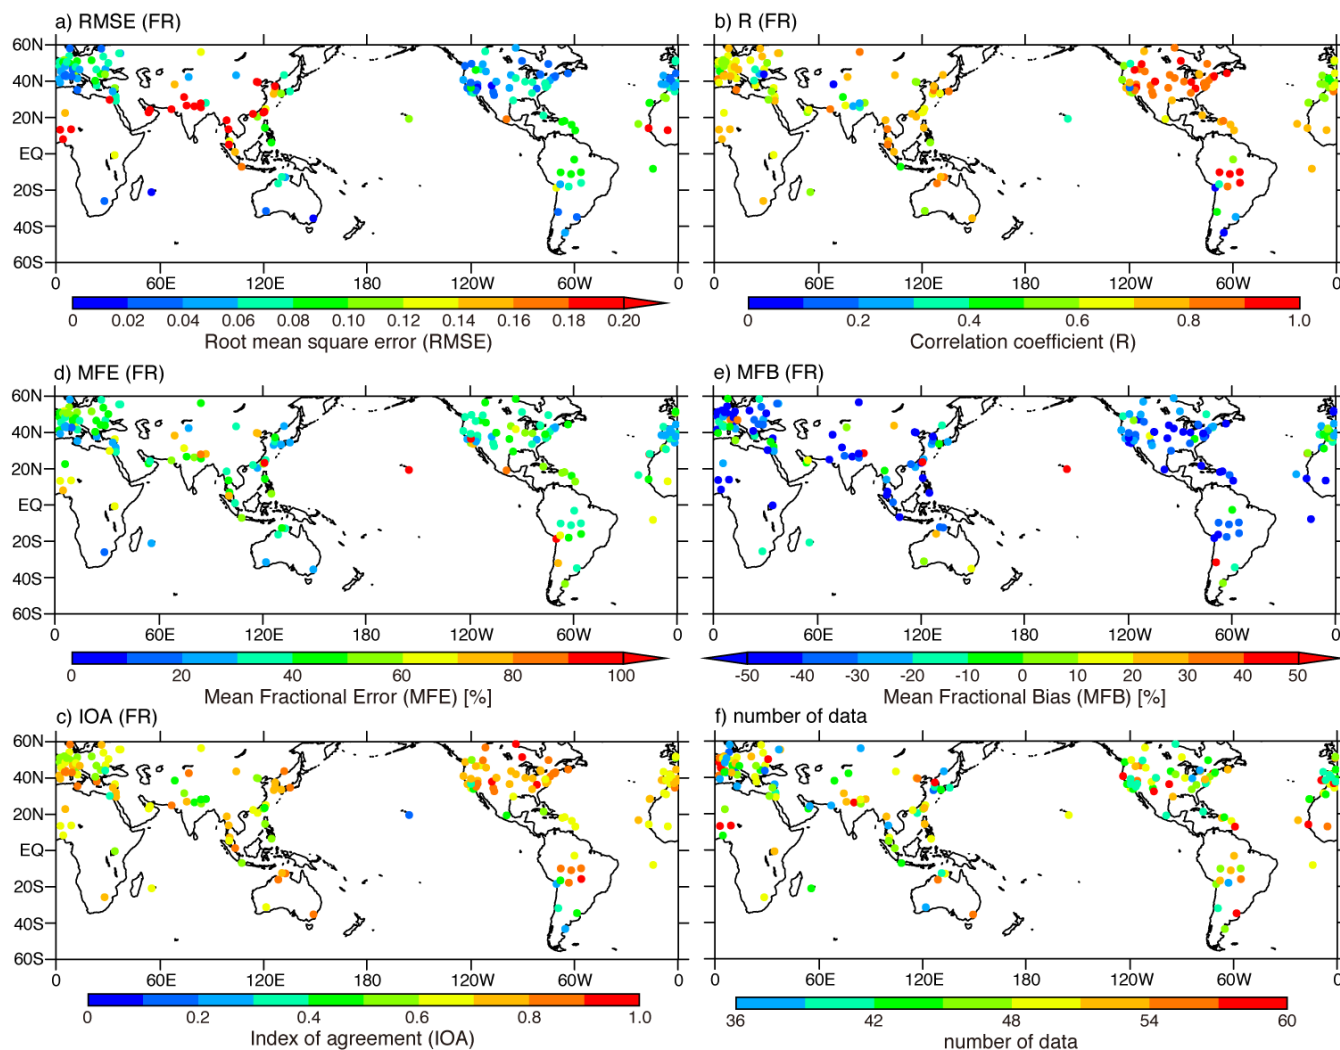 a) RMSE (FR)
60N
40N
20N
EQ
20S
40S
60S
0 60E 120E 120W 60W 0
0 0.02 0.04 0.06 0.08 0.10 0.12 0.14 0.16 0.18 0.20
Root mean square error (RMSE)
b) R (FR)
0 60E 120E 120W 60W 0
0 0.2 0.4 0.6 0.8 1.0
Correlation coefficient (R)
d) MFE (FR)
60N
40N
20N
EQ
20S
40S
60S
0 60E 120E 120W 60W 0
0 20 40 60 80 100
Mean Fractional Error (MFE) [%]
e) MFB (FR)
0 60E 120E 120W 60W 0
-50 -40 -30 -20 -10 0 10 20 30 40 50
Mean Fractional Bias (MFB) [%]
c) IOA (FR)
60N
40N
20N
EQ
20S
40S
60S
0 60E 120E 120W 60W 0
0 0.2 0.4 0.6 0.8 1.0
Index of agreement (IOA)
f) number of data
0 60E 120E 120W 60W 0
36 42 48 54 60
number of data